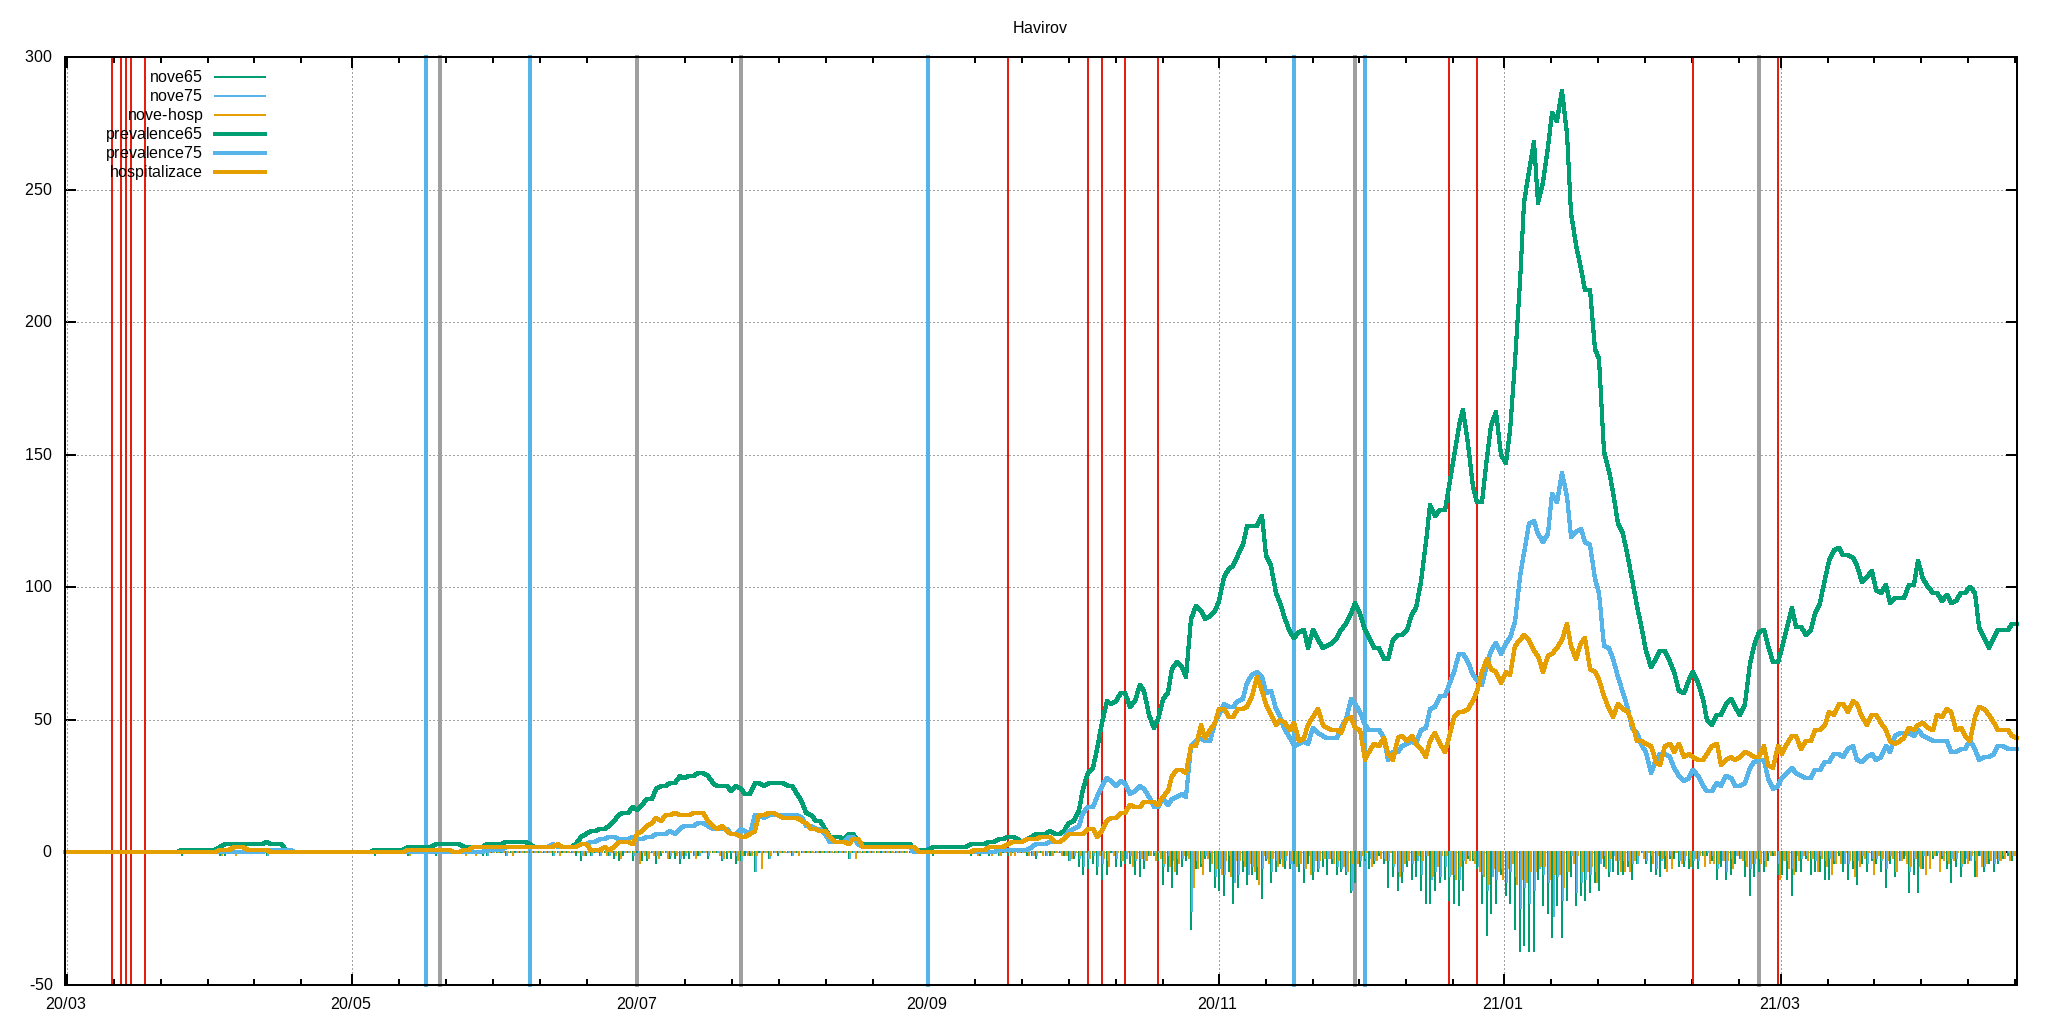 Havirov
300
nove65
nove75
nove-hosp
prevalence65
prevalence75
hospitalizace
250
200
150
100
50
0
-50
20/03 20/05 20/07 20/09 20/11 21/01 21/03